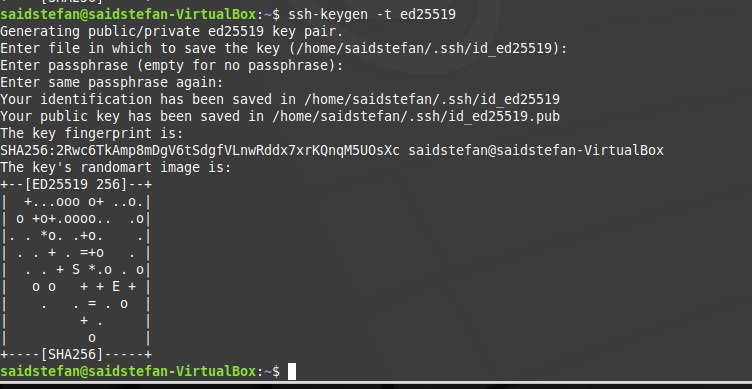 saidstefan@saidstefan-VirtualBox:~$ ssh-keygen -t ed25519
Generating public/private ed25519 key pair.
Enter file in which to save the key (/home/saidstefan/.ssh/id_ed25519):
Enter passphrase (empty for no passphrase):
Enter same passphrase again:
Your identification has been saved in /home/saidstefan/.ssh/id_ed25519
Your public key has been saved in /home/saidstefan/.ssh/id_ed25519.pub
The key fingerprint is:
SHA256:2Rwc6TkAmp8mDgV6tSdgfVLnwRddx7xrKQnqM5UOsXc saidstefan@saidstefan-VirtualBox
The key's randomart image is:
+--[ED25519 256]--+
|  +...ooo o+ ..o.|
| o +o+.oooo..  .o|
|. . *o. .+o.    .|
| . . + . =+o   . |
|  . . + S *.o . o|
|   o o   + + E + |
|    .   . = . o  |
|         + .     |
|          o      |
+----[SHA256]-----+
saidstefan@saidstefan-VirtualBox:~$